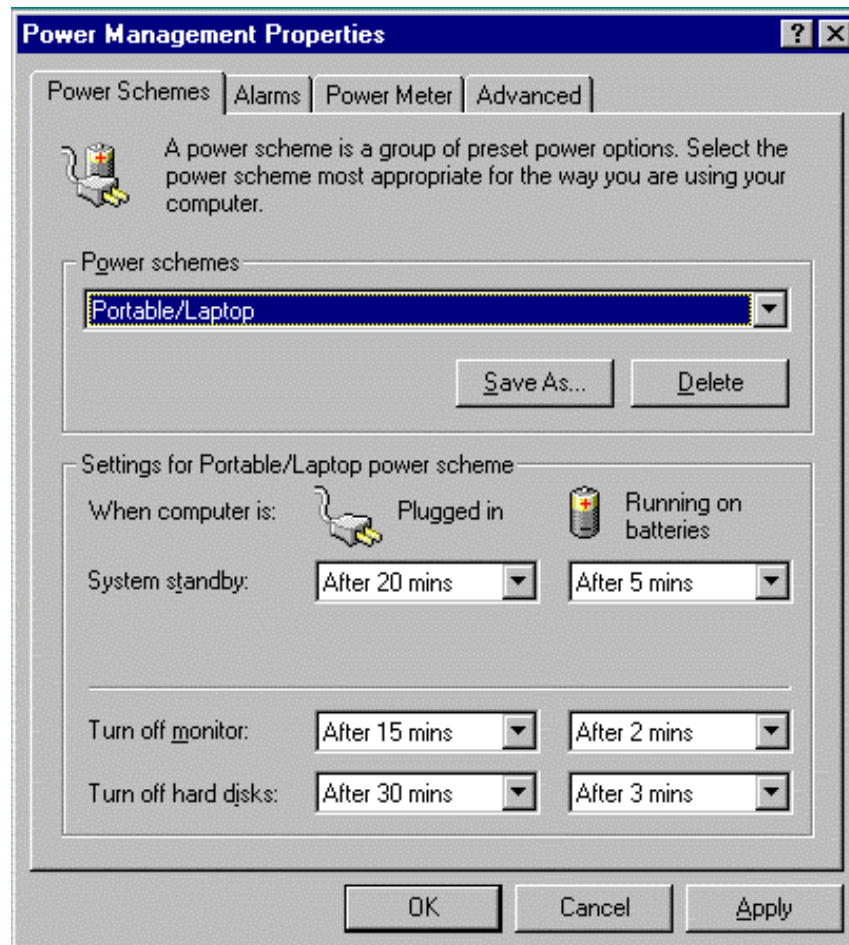 Power Management Properties
Power Schemes Alarms Power Meter Advanced
A power scheme is a group of preset power options. Select the
power scheme most appropriate for the way you are using your
computer.
Power schemes
Portable/Laptop
Save As... Delete
Settings for Portable/Laptop power scheme
When computer is: Plugged in Running on
batteries
System standby: After 20 mins After 5 mins
Turn off monitor: After 15 mins After 2 mins
Turn off hard disks: After 30 mins After 3 mins
OK Cancel Apply